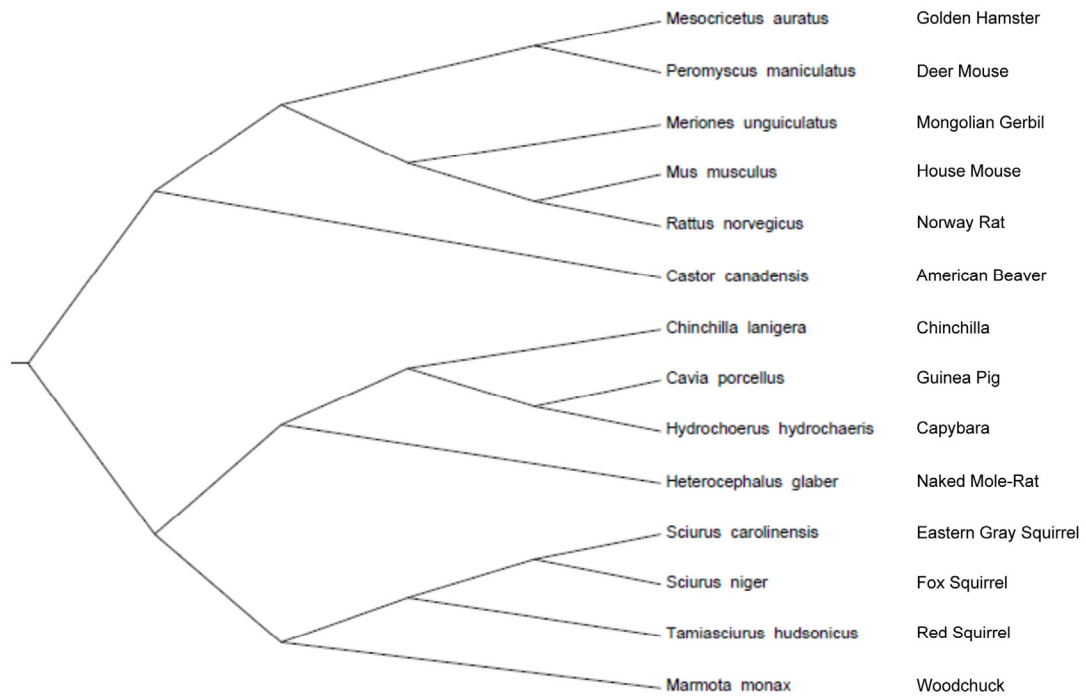 Mesocricetus auratus Golden Hamster
Peromyscus maniculatus Deer Mouse
Meriones unguiculatus Mongolian Gerbil
Mus musculus House Mouse
Rattus norvegicus Norway Rat
Castor canadensis American Beaver
Chinchilla lanigera Chinchilla
Cavia porcellus Guinea Pig
Hydrochoerus hydrochaeris Capybara
Heterocephalus glaber Naked Mole-Rat
Sciurus carolinensis Eastern Gray Squirrel
Sciurus niger Fox Squirrel
Tamiasciurus hudsonicus Red Squirrel
Marmota monax Woodchuck